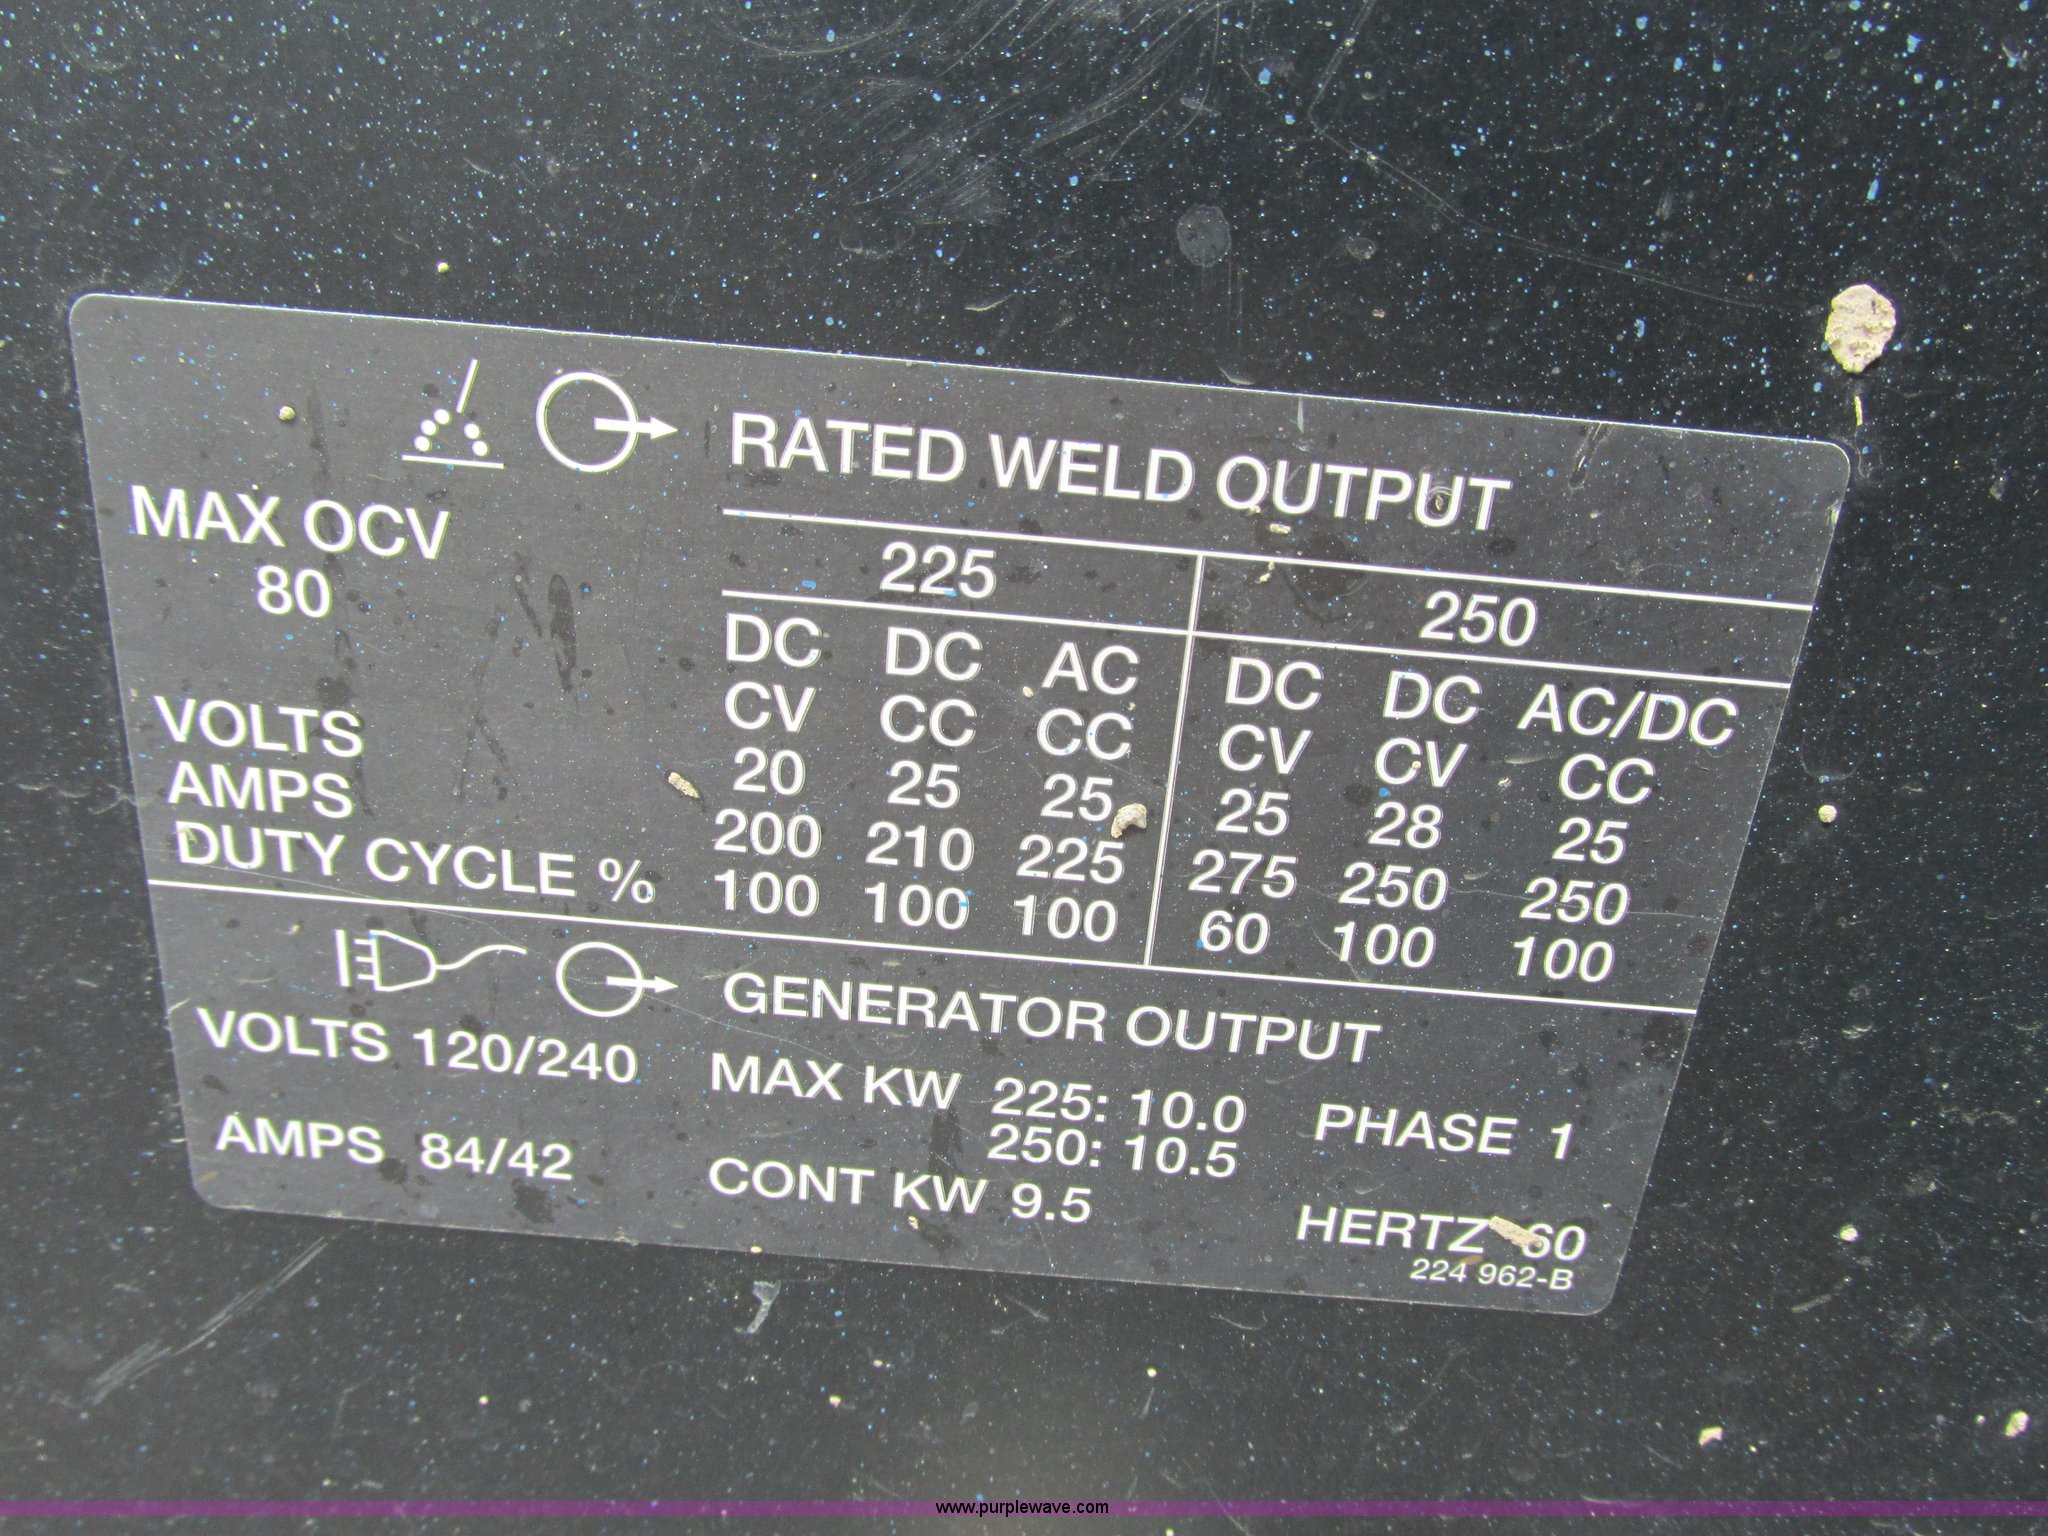 RATED WELD OUTPUT
MAX OCV
80
225 250
DC DC AC DC DC AC/DC
CV CC CC CV CV CC
VOLTS 20 25 25 25 28 25
AMPS 200 210 225 275 250 250
DUTY CYCLE % 100 100 100 60 100 100
GENERATOR OUTPUT
VOLTS 120/240 MAX KW 225: 10.0 PHASE 1
250: 10.5
AMPS 84/42 CONT KW 9.5 HERTZ 60
224 962-B
www.purplewave.com